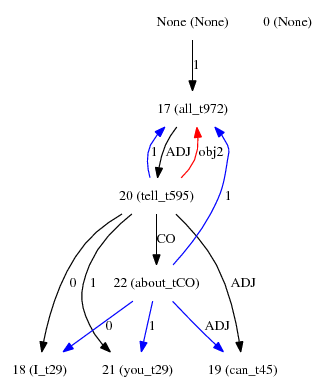 None (None) 0 (None)
1
17 (all_t972)
1 ADJ obj2
20 (tell_t595)
1
CO
0 1 22 (about_tCO) ADJ
0 1 ADJ
18 (I_t29) 21 (you_t29) 19 (can_t45)